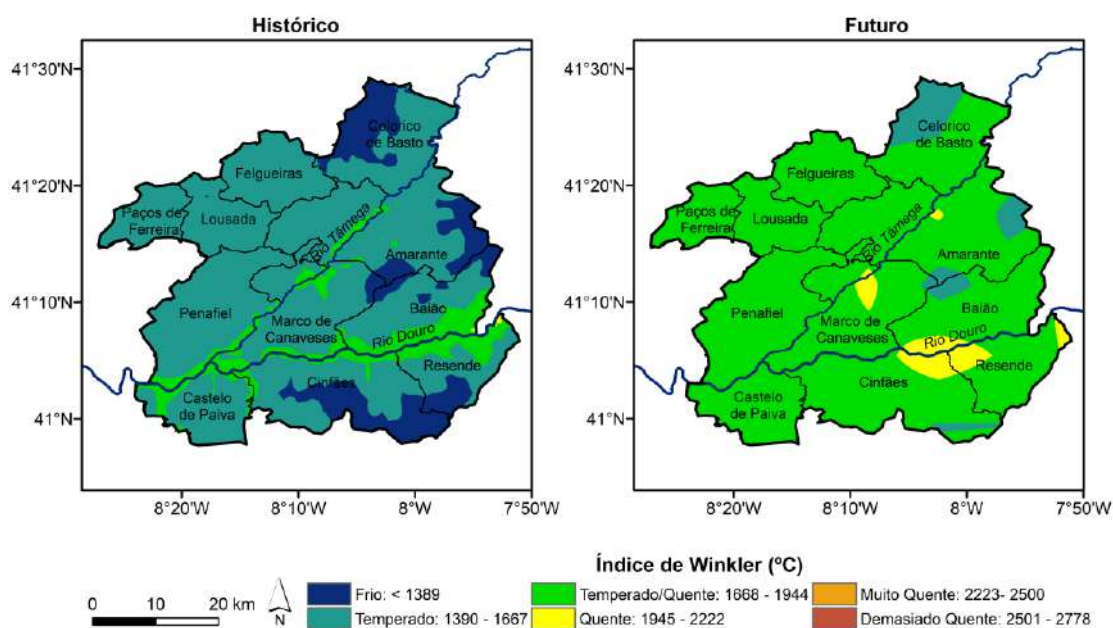 Histórico
Futuro
41°30'N
41°20'N
41°10'N
41°N
Celorico
de Basto
Felgueiras
Paços de
Ferreira
Lousada
Rio Tâmega
Amarante
Penafiel
Baião
Marco de
Canaveses
Rio Douro
Resende
Cinfães
Castelo
de Paiva
8°20'W
8°10'W
8°W
7°50'W
41°30'N
41°20'N
41°10'N
41°N
Celorico
de Basto
Felgueiras
Paços de
Ferreira
Lousada
Rio Tâmega
Amarante
Penafiel
Baião
Marco de
Canaveses
Rio Douro
Resende
Cinfães
Castelo
de Paiva
8°20'W
8°10'W
8°W
7°50'W
0 10 20 km
N
Índice de Winkler (ºC)
Frio: < 1389
Temperado: 1390 - 1667
Temperado/Quente: 1668 - 1944
Quente: 1945 - 2222
Muito Quente: 2223- 2500
Demasiado Quente: 2501 - 2778